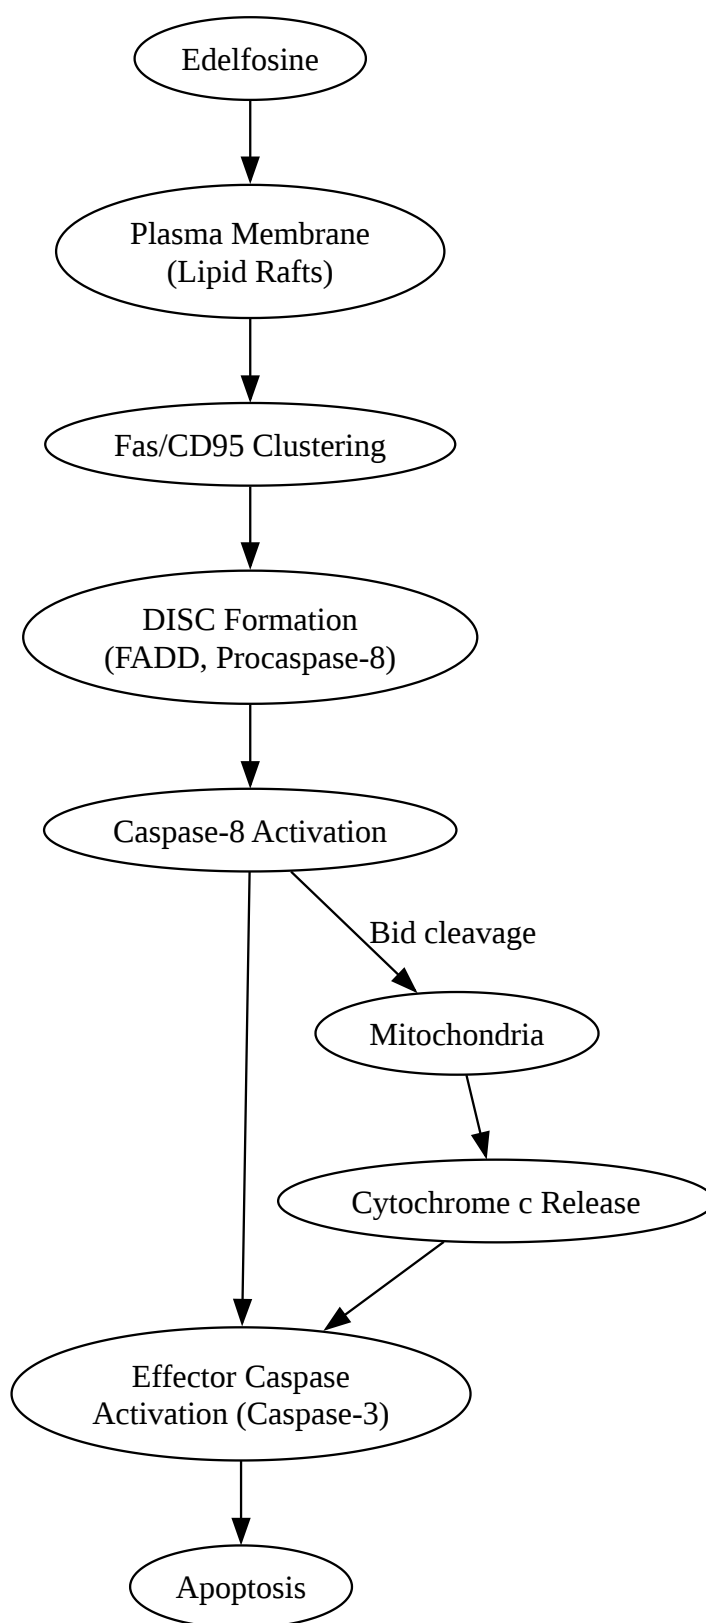 Edelfosine
Plasma Membrane
(Lipid Rafts)
Fas/CD95 Clustering
DISC Formation
(FADD, Procaspase-8)
Caspase-8 Activation
Bid cleavage
Mitochondria
Cytochrome c Release
Effector Caspase
Activation (Caspase-3)
Apoptosis